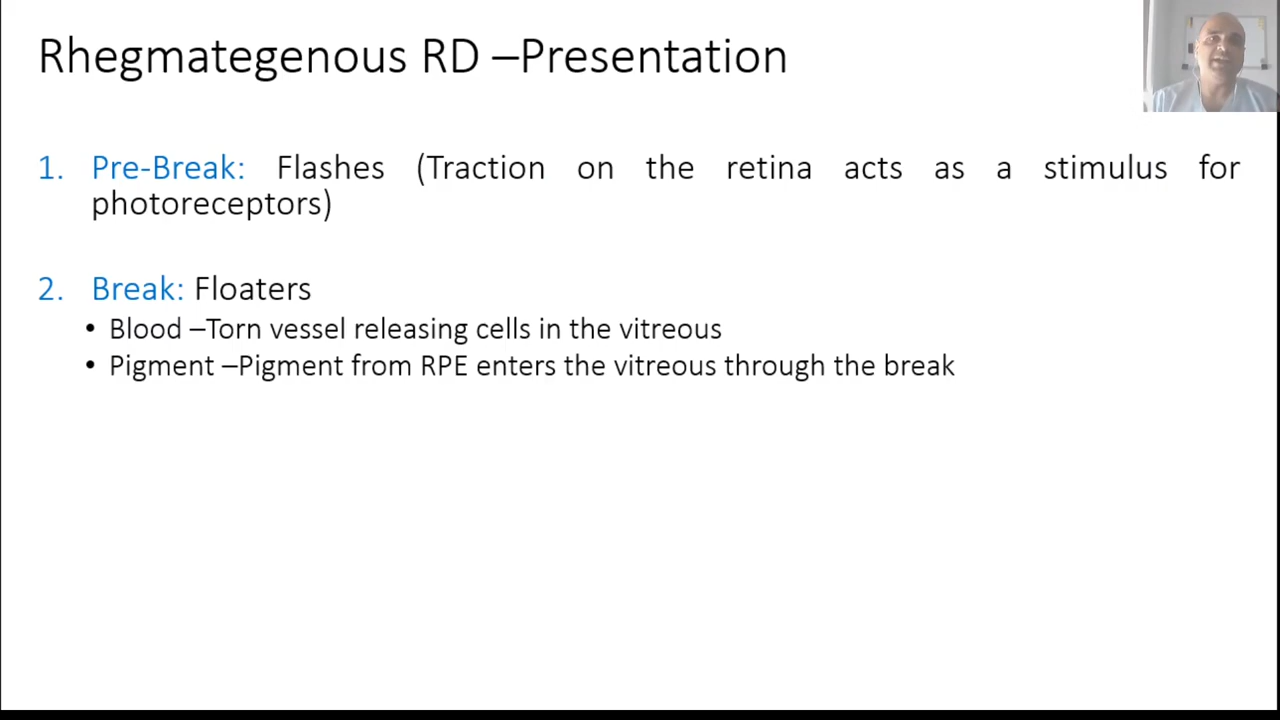 Rhegmategenous RD –Presentation
1. Pre-Break: Flashes (Traction on the retina acts as a stimulus for
photoreceptors)
2. Break: Floaters
• Blood –Torn vessel releasing cells in the vitreous
• Pigment –Pigment from RPE enters the vitreous through the break